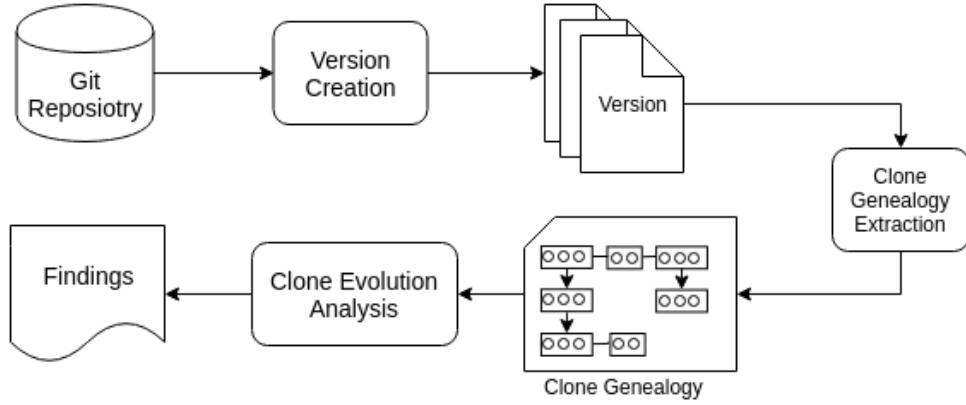 Git
Reposiotry
Version
Creation
Version
Clone
Genealogy
Extraction
Findings
Clone Evolution
Analysis
Clone Genealogy